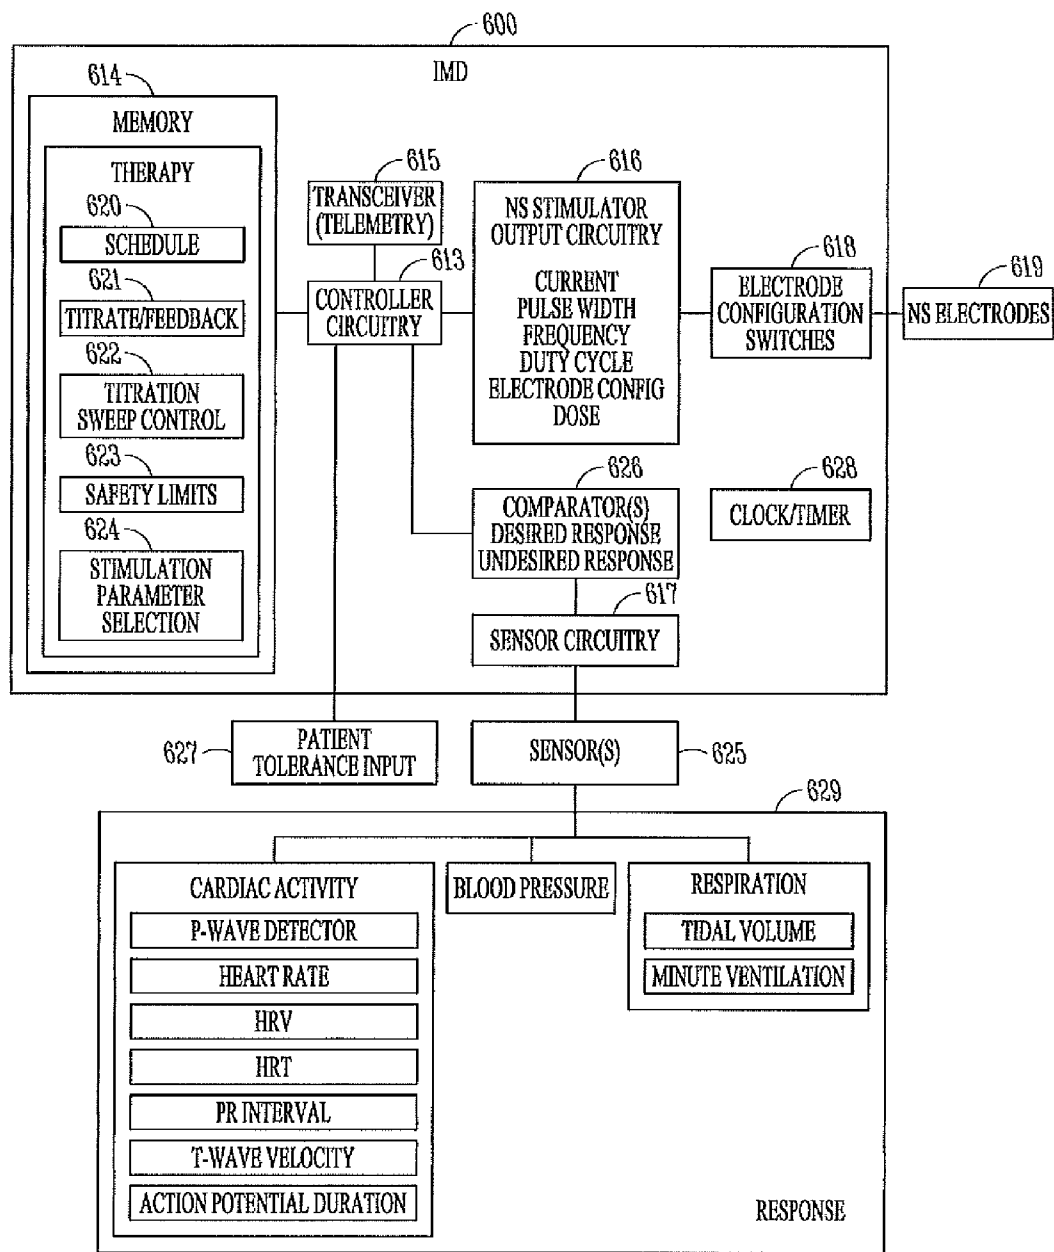 600
IMD
614
MEMORY
THERAPY
620
SCHEDULE
621
TITRATE/FEEDBACK
622
TITRATION
SWEEP CONTROL
623
SAFETY LIMITS
624
STIMULATION
PARAMETER
SELECTION
615
TRANSCEIVER
(TELEMETRY)
613
CONTROLLER
CIRCUITRY
616
NS STIMULATOR
OUTPUT CIRCUITRY
CURRENT
PULSE WIDTH
FREQUENCY
DUTY CYCLE
ELECTRODE CONFIG
DOSE
618
ELECTRODE
CONFIGURATION
SWITCHES
619
NS ELECTRODES
626
COMPARATOR(S)
DESIRED RESPONSE
UNDESIRED RESPONSE
628
CLOCK/TIMER
617
SENSOR CIRCUITRY
627
PATIENT
TOLERANCE INPUT
SENSOR(S)
625
629
CARDIAC ACTIVITY
P-WAVE DETECTOR
HEART RATE
HRV
HRT
PR INTERVAL
T-WAVE VELOCITY
ACTION POTENTIAL DURATION
BLOOD PRESSURE
RESPIRATION
TIDAL VOLUME
MINUTE VENTILATION
RESPONSE